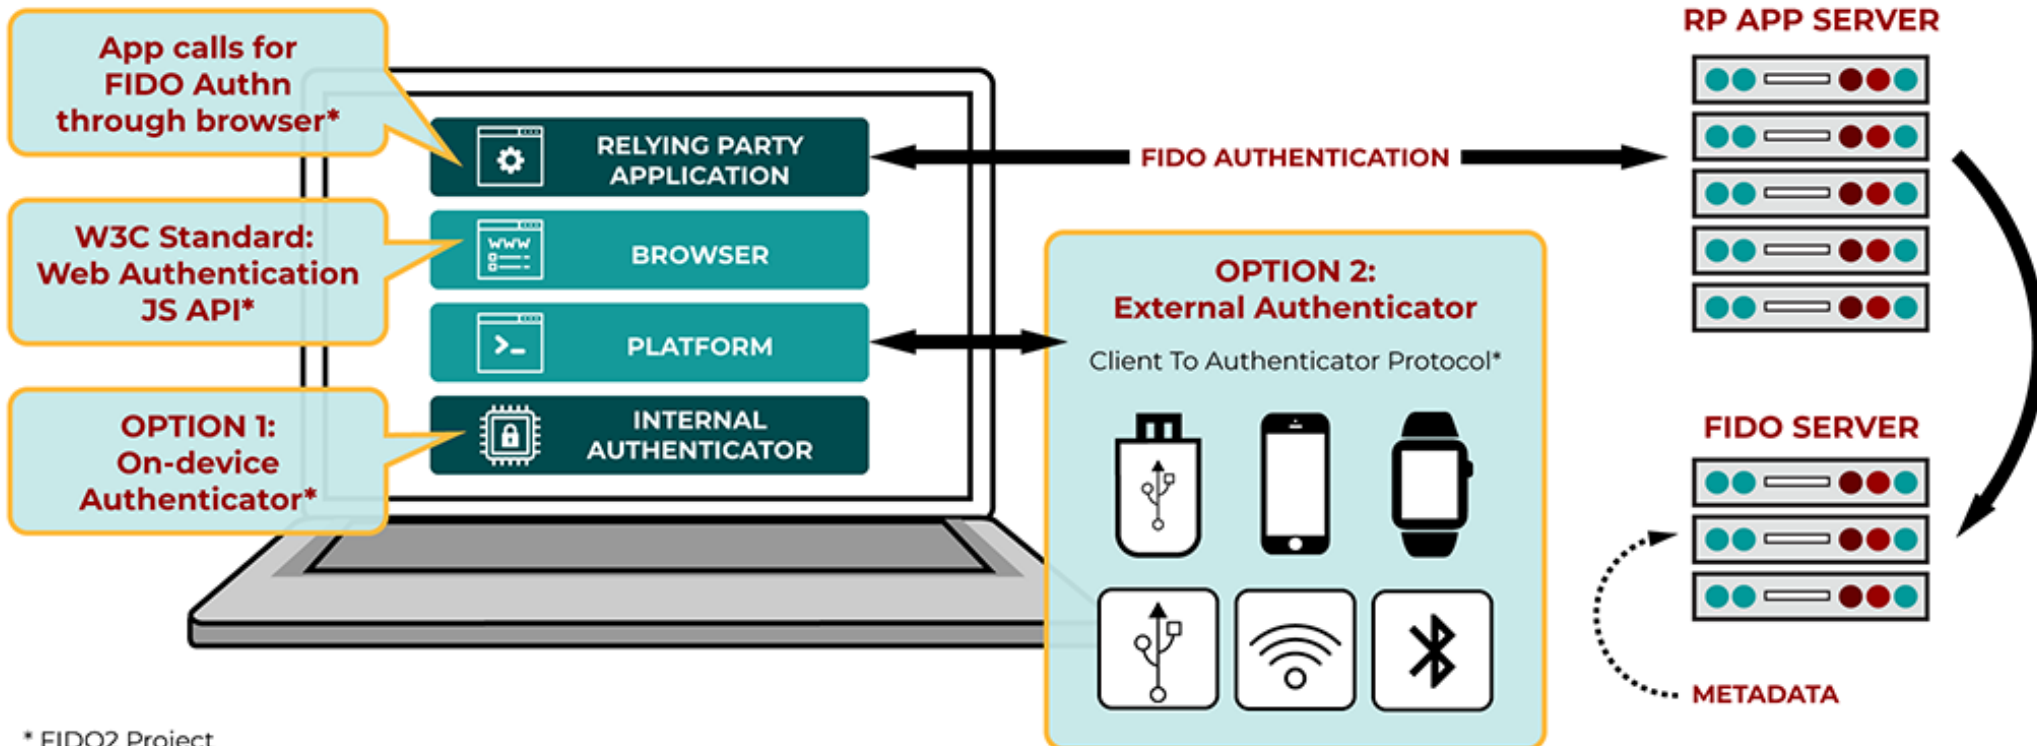 App calls for
FIDO Authn
through browser*
W3C Standard:
Web Authentication
JS API*
OPTION 1:
On-device
Authenticator*
RELYING PARTY
APPLICATION
WWW
BROWSER
>_
PLATFORM
INTERNAL
AUTHENTICATOR
FIDO AUTHENTICATION
OPTION 2:
External Authenticator
Client To Authenticator Protocol*
RP APP SERVER
FIDO SERVER
METADATA
* FIDO2 Project